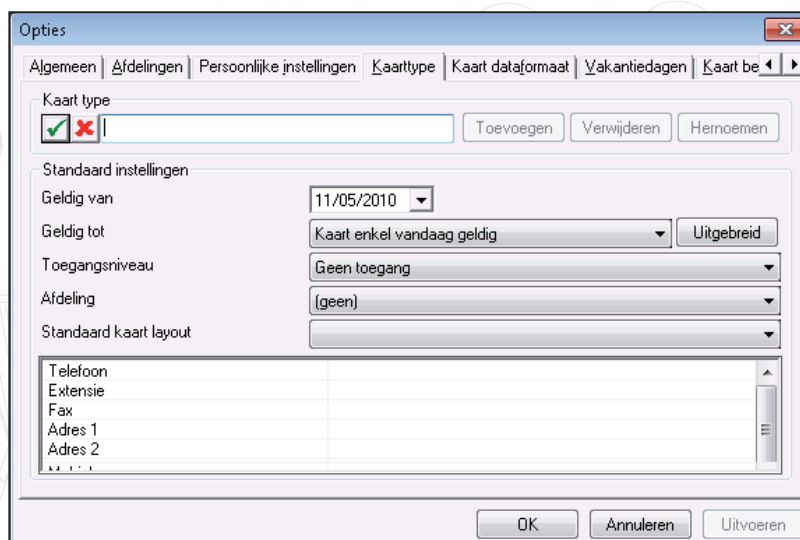 Opties
Algemeen Afdelingen Persoonlijke instellingen Kaarttype Kaart dataformaat Vakantiedagen Kaart be
Kaart type
Toevoegen Verwijderen Hernoemen
Standaard instellingen
Geldig van 11/05/2010
Geldig tot Kaart enkel vandaag geldig Uitgebreid
Toegangsniveau Geen toegang
Afdeling (geen)
Standaard kaart layout
Telefoon
Extensie
Fax
Adres 1
Adres 2
OK Annuleren Uitvoeren